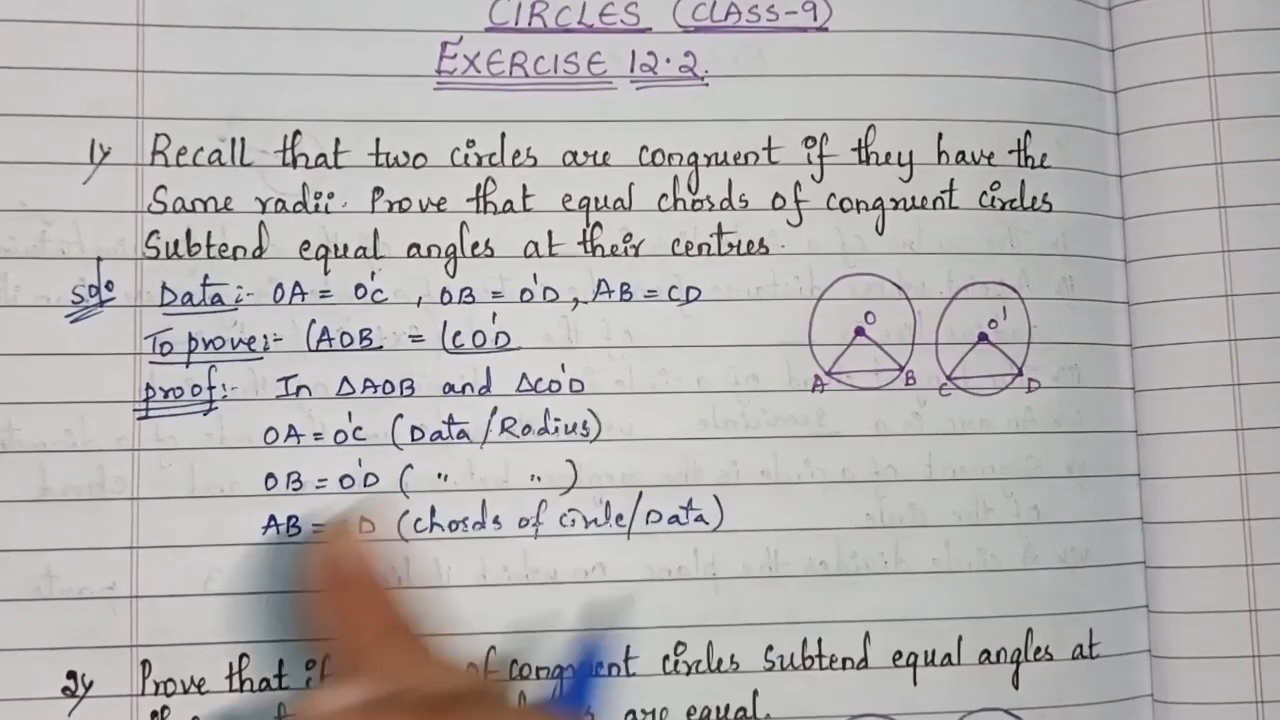 CIRCLES (CLASS-9)
EXERCISE 12.2.
1) Recall that two circles are congruent if they have the
Same radii. Prove that equal chords of congruent circles
Subtend equal angles at their centres.
Soln Data:- OA = O'C, OB = O'D, AB = CD
To prove:- ∠AOB = ∠CO'D
proof:- In ΔAOB and ΔCO'D
OA = O'C (Data/Radius)
OB = O'D ( " " )
AB = D (Chords of circle/Data)
O O'
A B C D
2) Prove that if of congruent circles Subtend equal angles at
are equal.